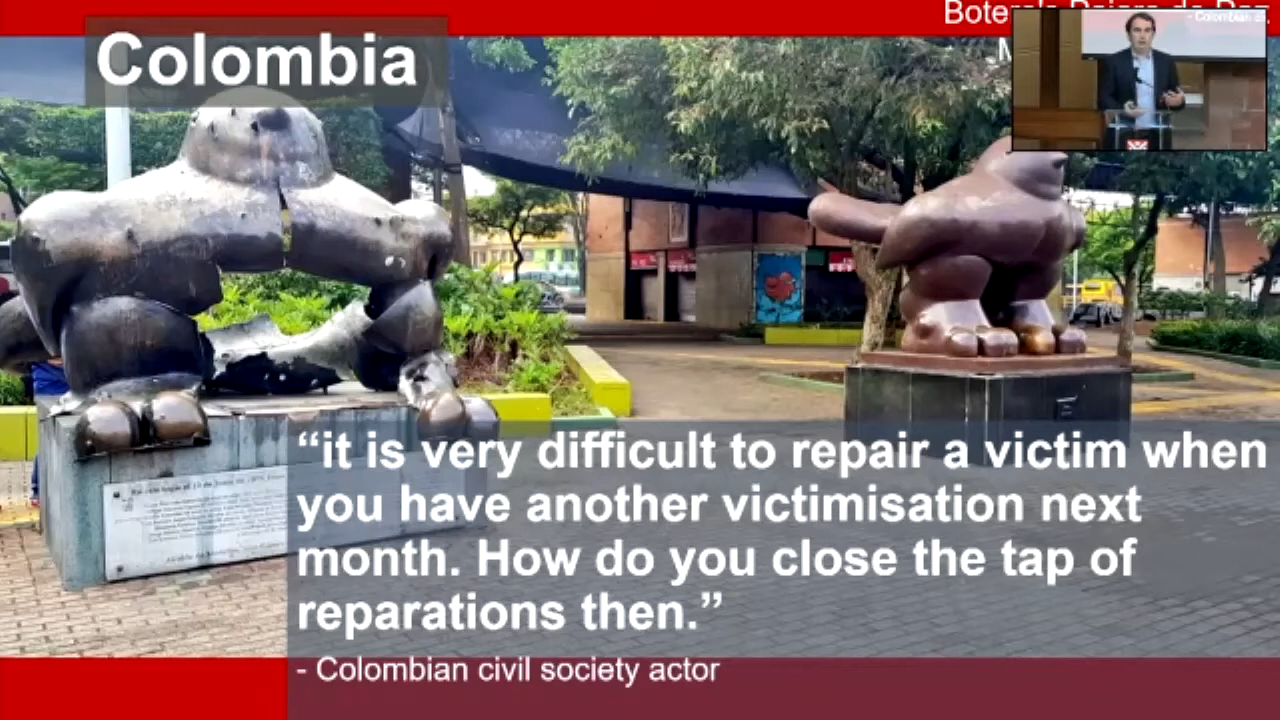 Colombia
- Colombian
“it is very difficult to repair a victim when
you have another victimisation next
month. How do you close the tap of
reparations then.”
- Colombian civil society actor